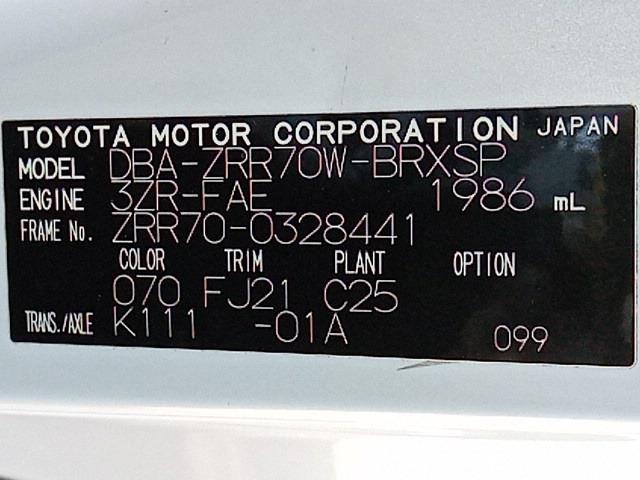 TOYOTA MOTOR CORPORATION JAPAN
MODEL DBA-ZRR70W-BRXSP
ENGINE 3ZR-FAE 1986 mL
FRAME No. ZRR70-0328441
COLOR TRIM PLANT OPTION
070 FJ21 C25
TRANS./AXLE K111 -01A 099